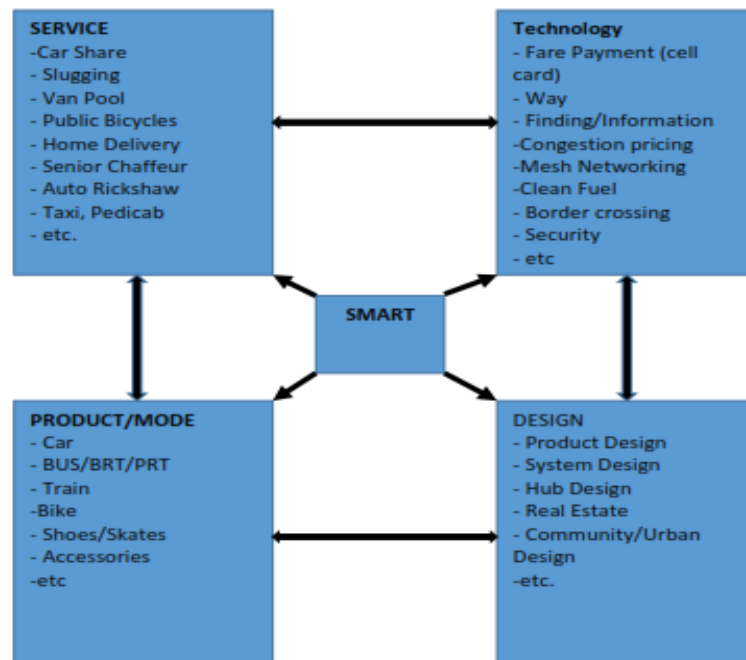 SERVICE
-Car Share
- Slugging
- Van Pool
- Public Bicycles
- Home Delivery
- Senior Chaffeur
- Auto Rickshaw
- Taxi, Pedicab
- etc.
Technology
- Fare Payment (cell
card)
- Way
- Finding/Information
-Congestion pricing
-Mesh Networking
-Clean Fuel
- Border crossing
- Security
- etc
SMART
PRODUCT/MODE
- Car
- BUS/BRT/PRT
- Train
-Bike
- Shoes/Skates
- Accessories
-etc
DESIGN
- Product Design
- System Design
- Hub Design
- Real Estate
- Community/Urban
Design
-etc.